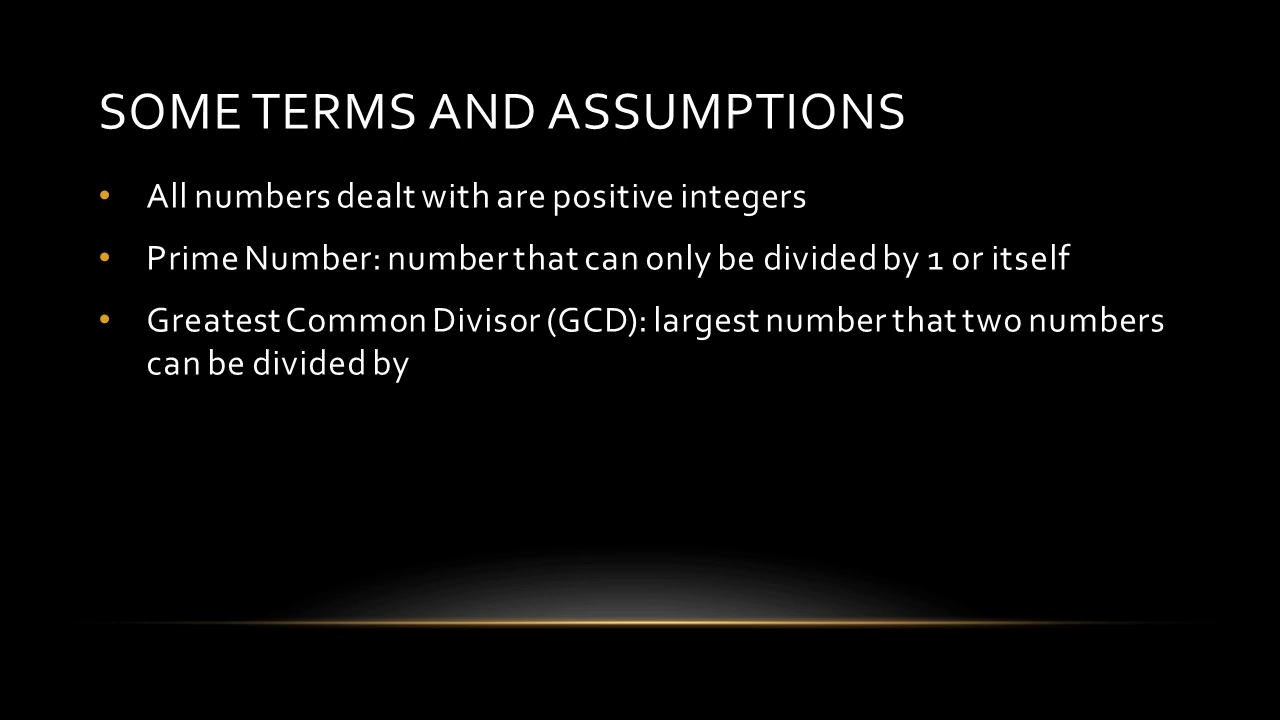 SOME TERMS AND ASSUMPTIONS
• All numbers dealt with are positive integers
• Prime Number: number that can only be divided by 1 or itself
• Greatest Common Divisor (GCD): largest number that two numbers
can be divided by